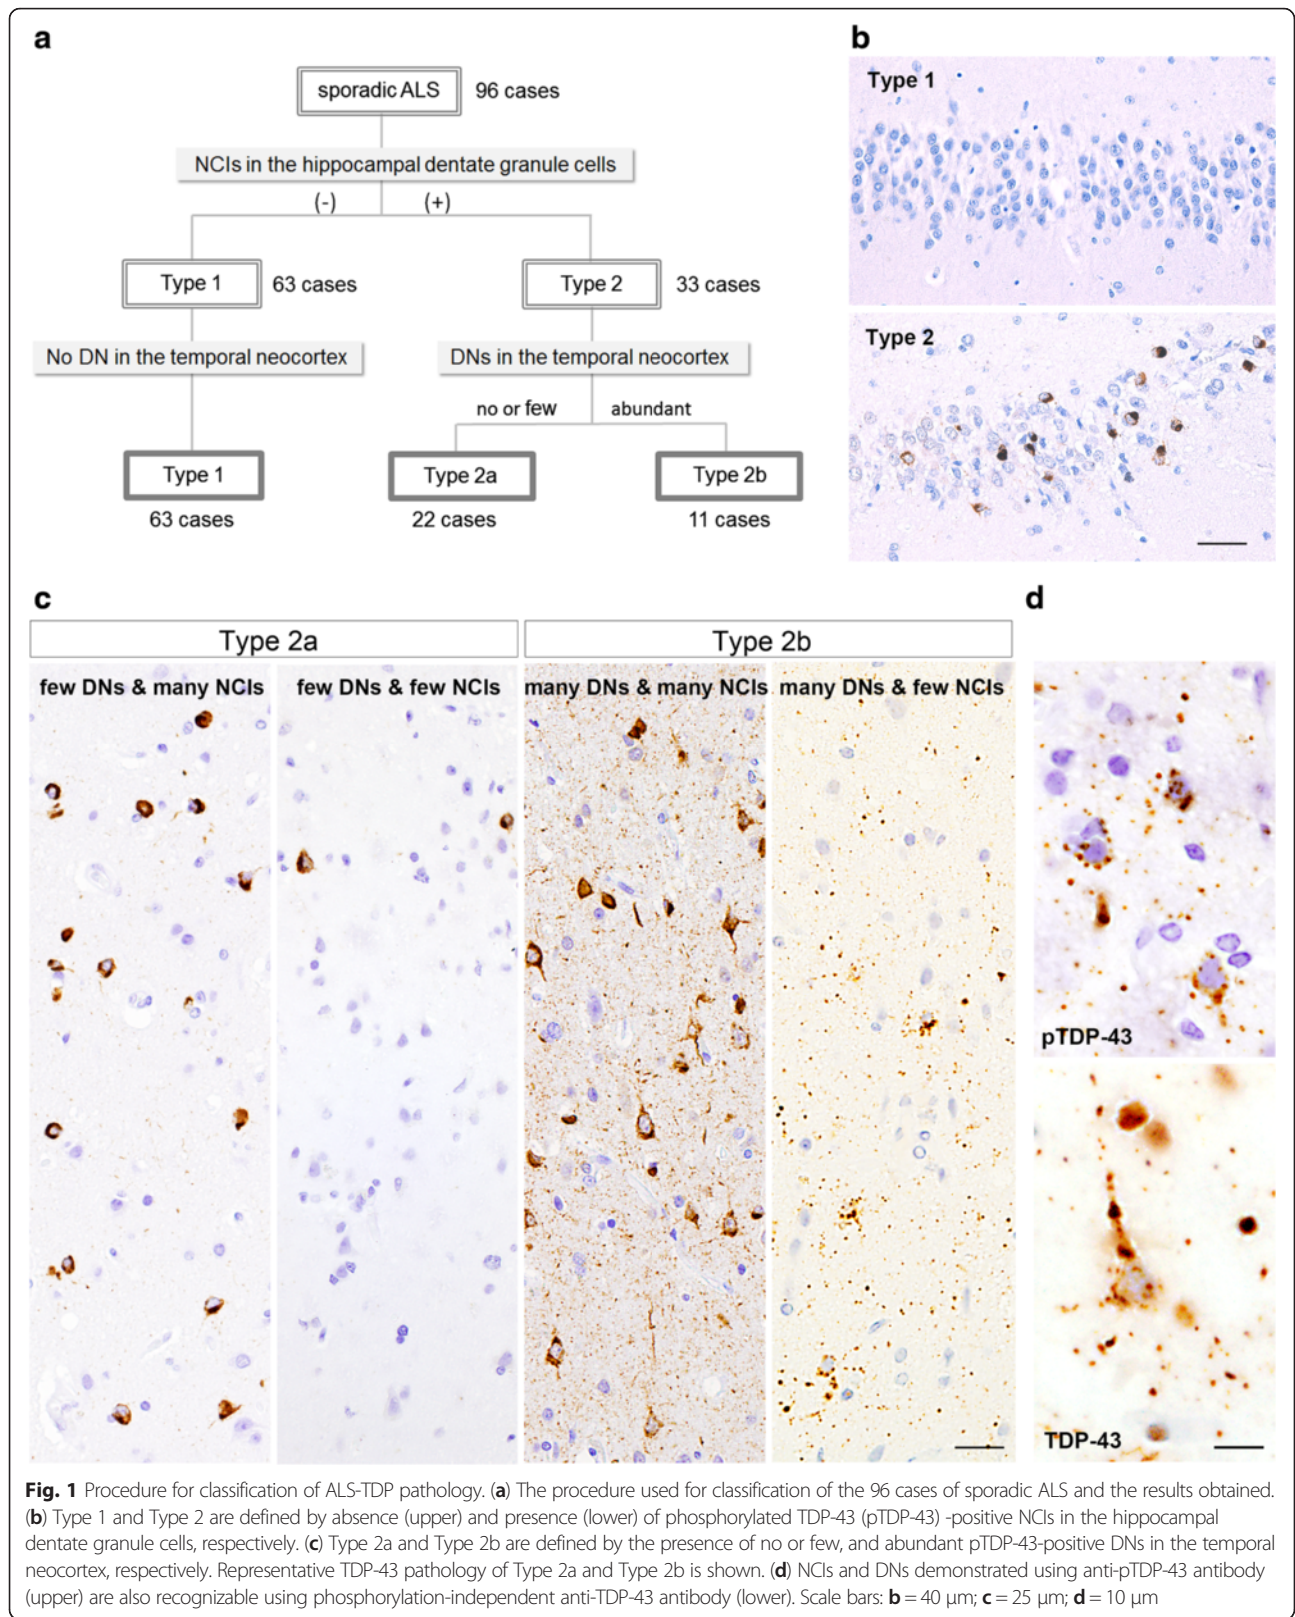 a
sporadic ALS 96 cases
NCIs in the hippocampal dentate granule cells
(-) (+)
Type 1 63 cases
Type 2 33 cases
No DN in the temporal neocortex
DNs in the temporal neocortex
no or few abundant
Type 1
Type 2a
Type 2b
63 cases
22 cases
11 cases
b
Type 1
Type 2
c
Type 2a
Type 2b
few DNs & many NCIs
few DNs & few NCIs
many DNs & many NCIs
many DNs & few NCIs
d
pTDP-43
TDP-43
Fig. 1 Procedure for classification of ALS-TDP pathology. (a) The procedure used for classification of the 96 cases of sporadic ALS and the results obtained.
(b) Type 1 and Type 2 are defined by absence (upper) and presence (lower) of phosphorylated TDP-43 (pTDP-43) -positive NCIs in the hippocampal
dentate granule cells, respectively. (c) Type 2a and Type 2b are defined by the presence of no or few, and abundant pTDP-43-positive DNs in the temporal
neocortex, respectively. Representative TDP-43 pathology of Type 2a and Type 2b is shown. (d) NCIs and DNs demonstrated using anti-pTDP-43 antibody
(upper) are also recognizable using phosphorylation-independent anti-TDP-43 antibody (lower). Scale bars: b = 40 μm; c = 25 μm; d = 10 μm